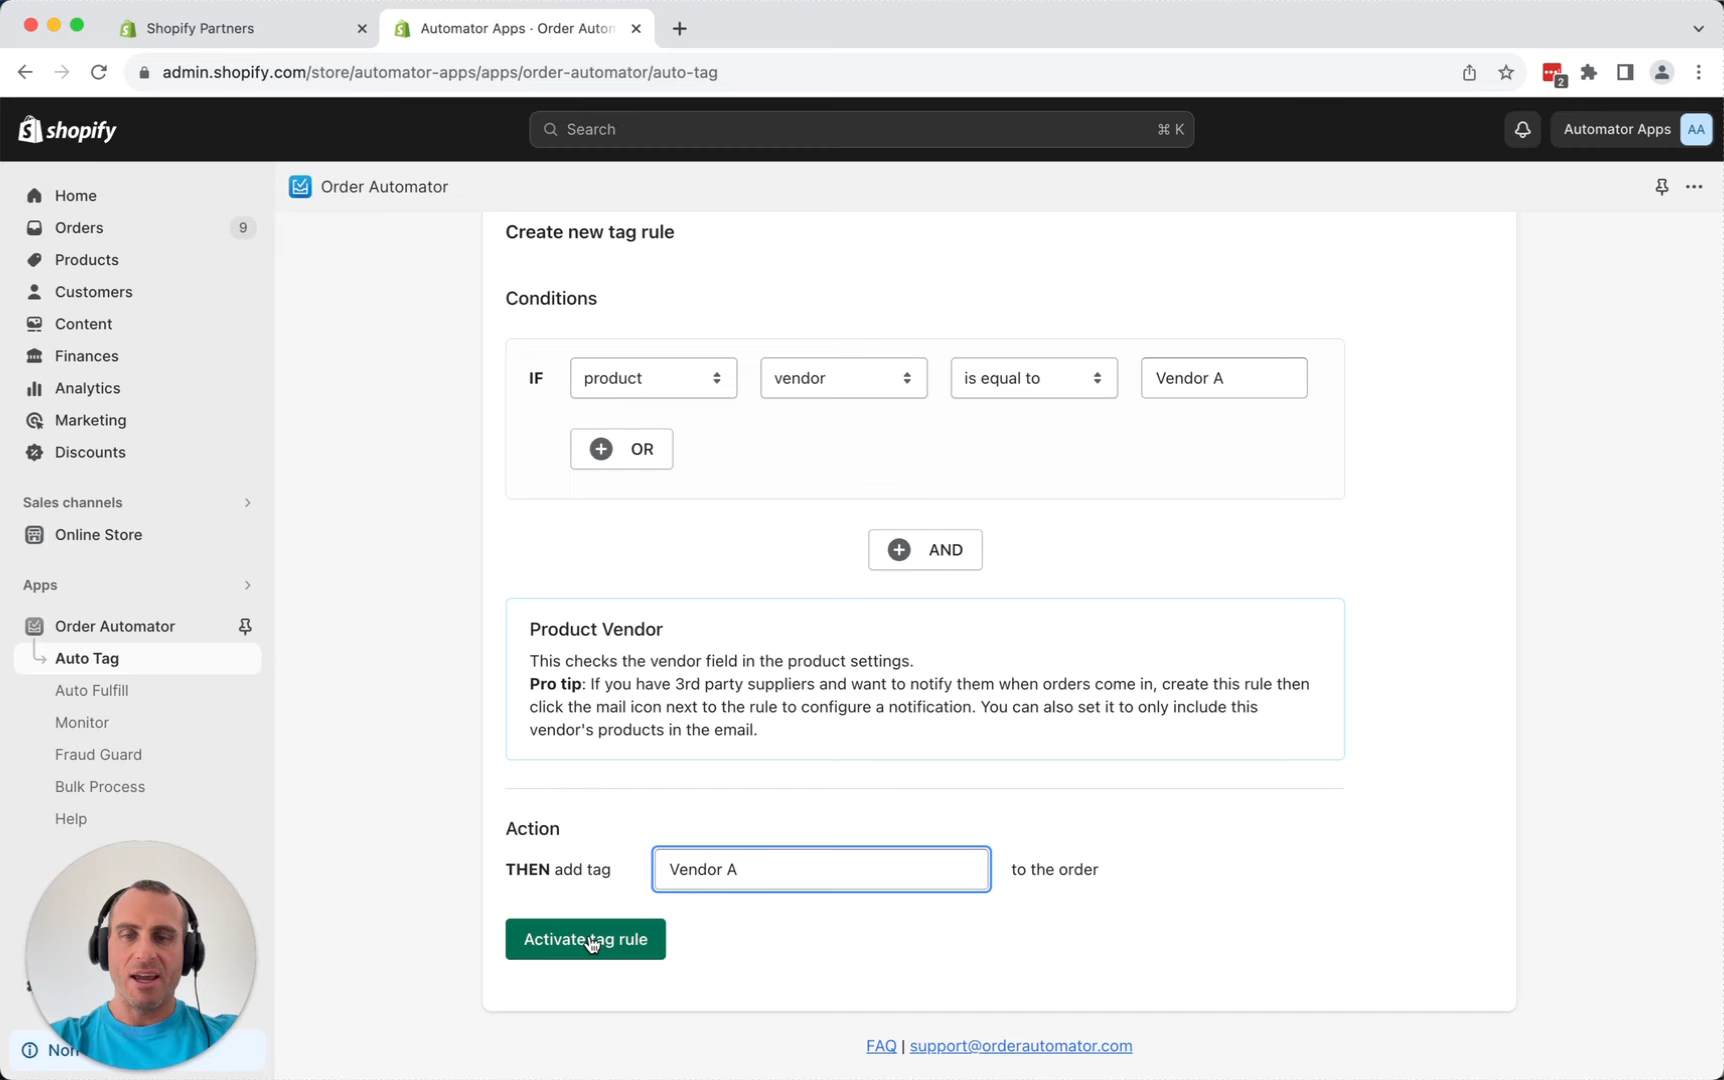 Shopify Partners
Automator Apps · Order Auton
admin.shopify.com/store/automator-apps/apps/order-automator/auto-tag
2
shopify
Search
⌘ K
Automator Apps
AA
Order Automator
Home
Orders
9
Products
Customers
Content
Finances
Analytics
Marketing
Discounts
Sales channels
Online Store
Apps
Order Automator
Auto Tag
Auto Fulfill
Monitor
Fraud Guard
Bulk Process
Help
Non
Create new tag rule
Conditions
IF product vendor is equal to Vendor A
OR
AND
Product Vendor
This checks the vendor field in the product settings.
Pro tip: If you have 3rd party suppliers and want to notify them when orders come in, create this rule then
click the mail icon next to the rule to configure a notification. You can also set it to only include this
vendor's products in the email.
Action
THEN add tag Vendor A to the order
Activate tag rule
FAQ | support@orderautomator.com